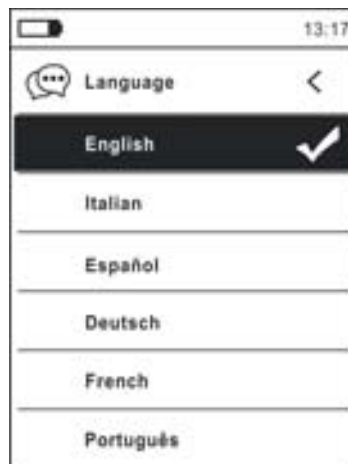 13:17
Language
English
Italian
Español
Deutsch
French
Português